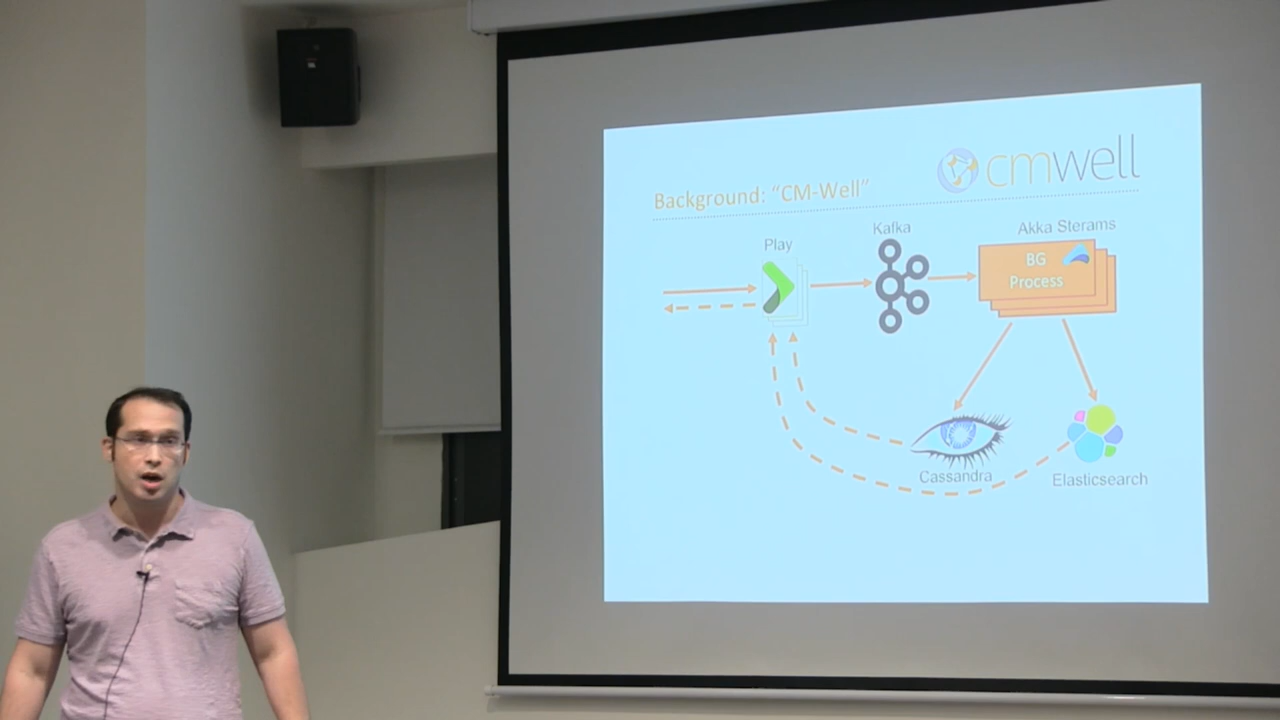 cmwell
Background: “CM-Well”
Play
Kafka
Akka Sterams
BG
Process
Cassandra
Elasticsearch